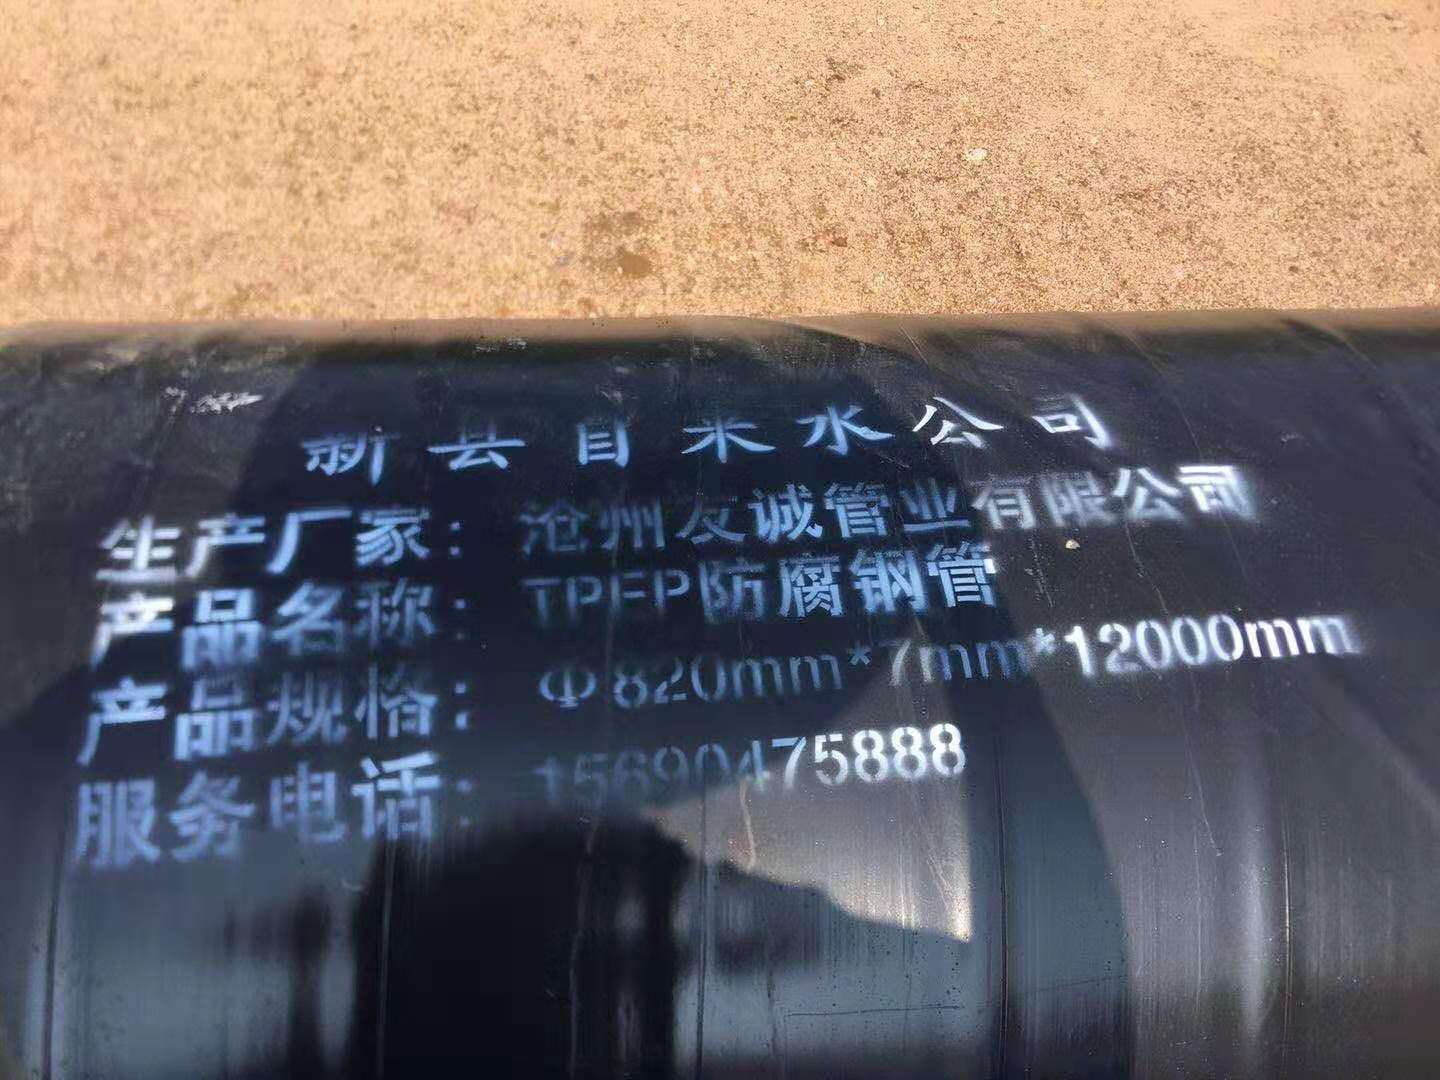 新县自来水公司
生产厂家：沧州友诚管业有限公司
产品名称：TPEP防腐钢管
产品规格：Φ820mm*7mm*12000mm
服务电话：15690475888